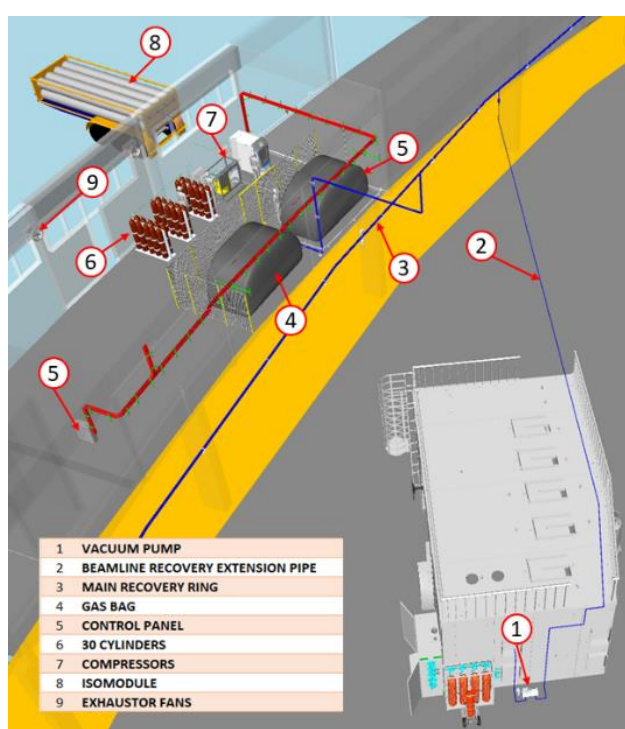 8
7
5
9
6
2
3
4
5
1
1 VACUUM PUMP
2 BEAMLINE RECOVERY EXTENSION PIPE
3 MAIN RECOVERY RING
4 GAS BAG
5 CONTROL PANEL
6 30 CYLINDERS
7 COMPRESSORS
8 ISOMODULE
9 EXHAUSTOR FANS